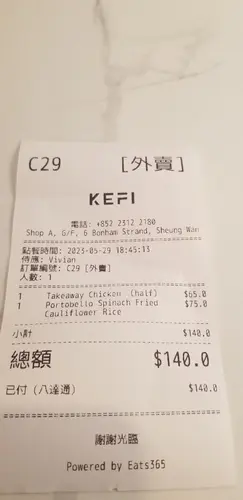 C29 [外賣]
KEFI
電話: +852 2312 2180
Shop A, G/F, 6 Bonham Strand, Sheung Wan
點餐時間: 2023-05-29 18:45:13
侍應: Vivian
訂單編號: C29 [外賣]
人數: 1
1 Takeaway Chicken (half) $65.0
1 Portobello Spinach Fried $75.0
Cauliflower Rice
小計 $140.0
總額 $140.0
已付 (八達通) $140.0
謝謝光臨
Powered by Eats365